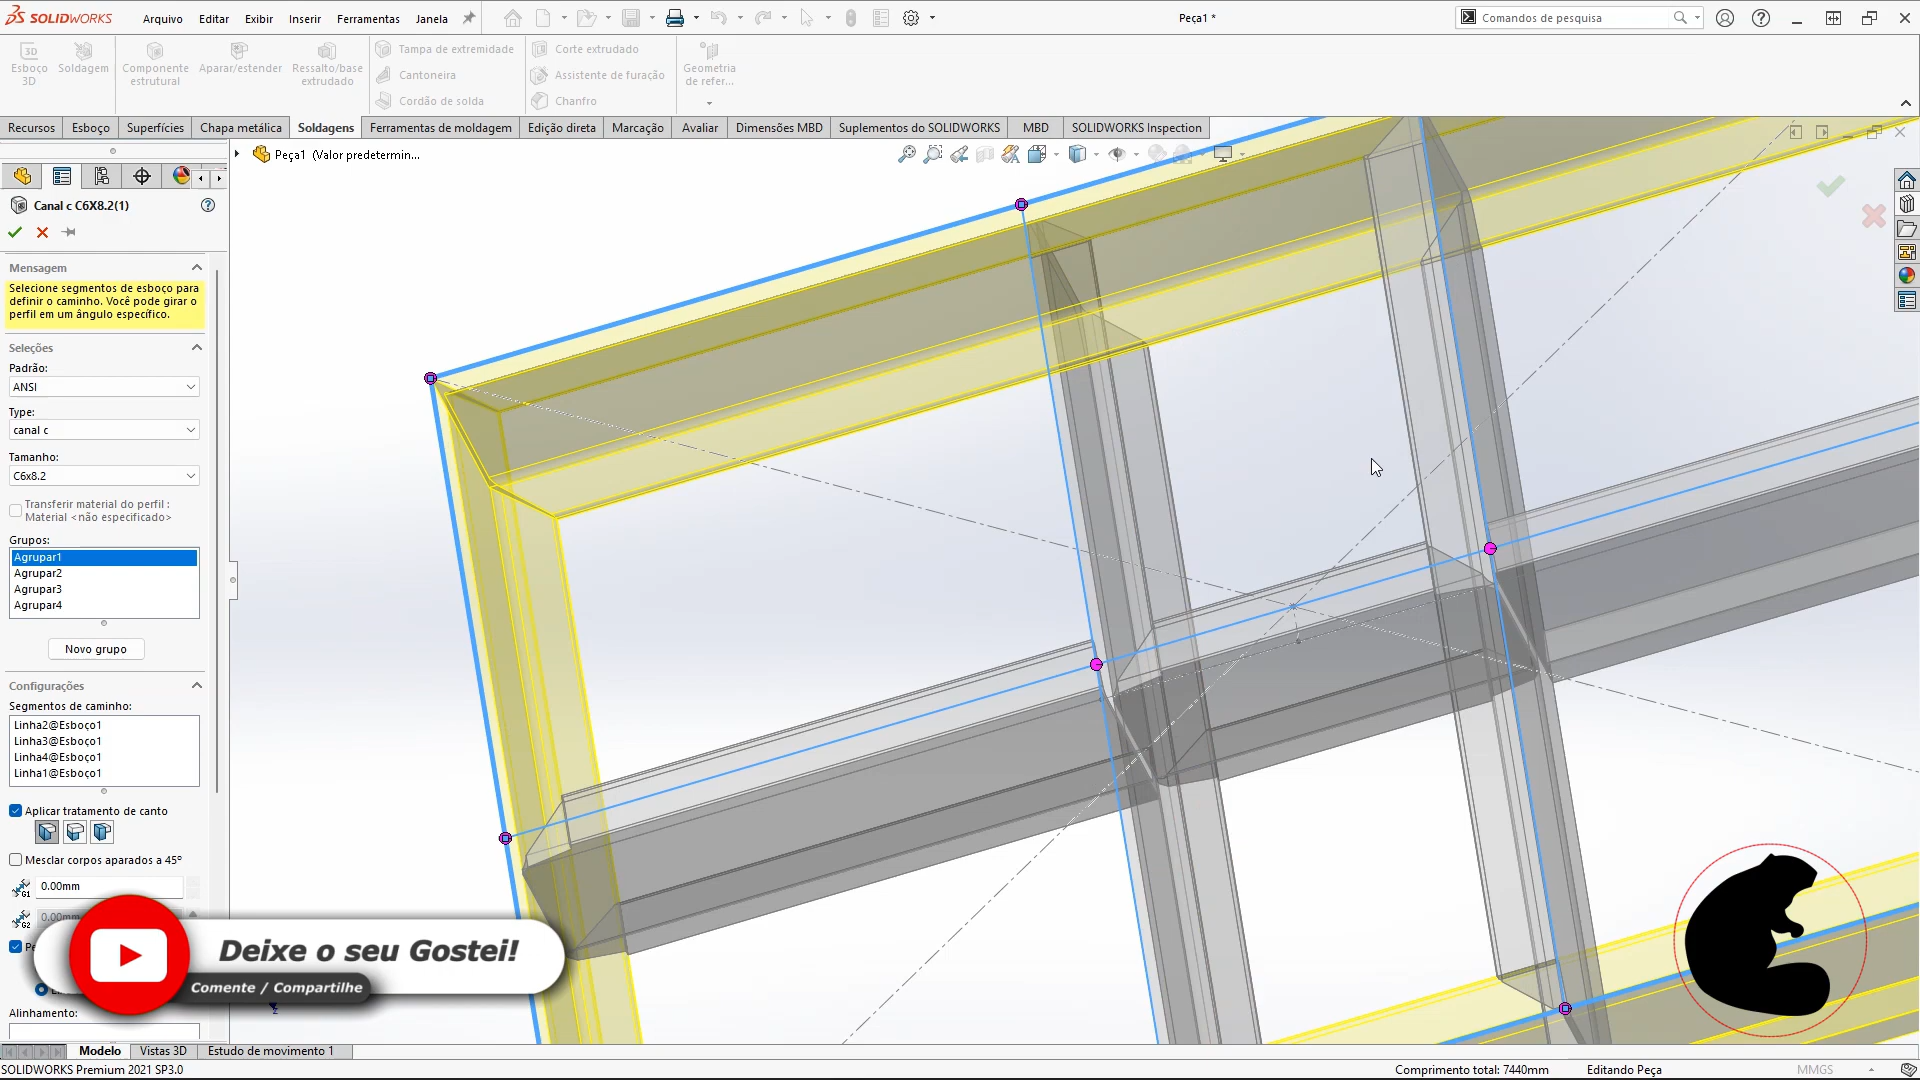 SOLIDWORKS
Arquivo
Editar
Exibir
Inserir
Ferramentas
Janela
Peça1 *
Comandos de pesquisa
Esboço
3D
Soldagem
Componente
estrutural
Aparar/estender
Ressalto/base
extrudado
Tampa de extremidade
Cantoneira
Cordão de solda
Corte extrudado
Assistente de furação
Chanfro
Geometria
de refer...
Recursos
Esboço
Superfícies
Chapa metálica
Soldagens
Ferramentas de moldagem
Edição direta
Marcação
Avaliar
Dimensões MBD
Suplementos do SOLIDWORKS
MBD
SOLIDWORKS Inspection
Peça1 (Valor predetermin...
Canal c C6X8.2(1)
Mensagem
Selecione segmentos de esboço para
definir o caminho. Você pode girar o
perfil em um ângulo específico.
Seleções
Padrão:
ANSI
Type:
canal c
Tamanho:
C6x8.2
Transferir material do perfil :
Material <não especificado>
Grupos:
Agrupar1
Agrupar2
Agrupar3
Agrupar4
Novo grupo
Configurações
Segmentos de caminho:
Linha2@Esboço1
Linha3@Esboço1
Linha4@Esboço1
Linha1@Esboço1
Aplicar tratamento de canto
Mesclar corpos aparados a 45º
G1
0.00mm
G2
0.00mm
Deixe o seu Gostei!
Comente / Compartilhe
Alinhamento:
Modelo
Vistas 3D
Estudo de movimento 1
SOLIDWORKS Premium 2021 SP3.0
Comprimento total: 7440mm
Editando Peça
MMGS